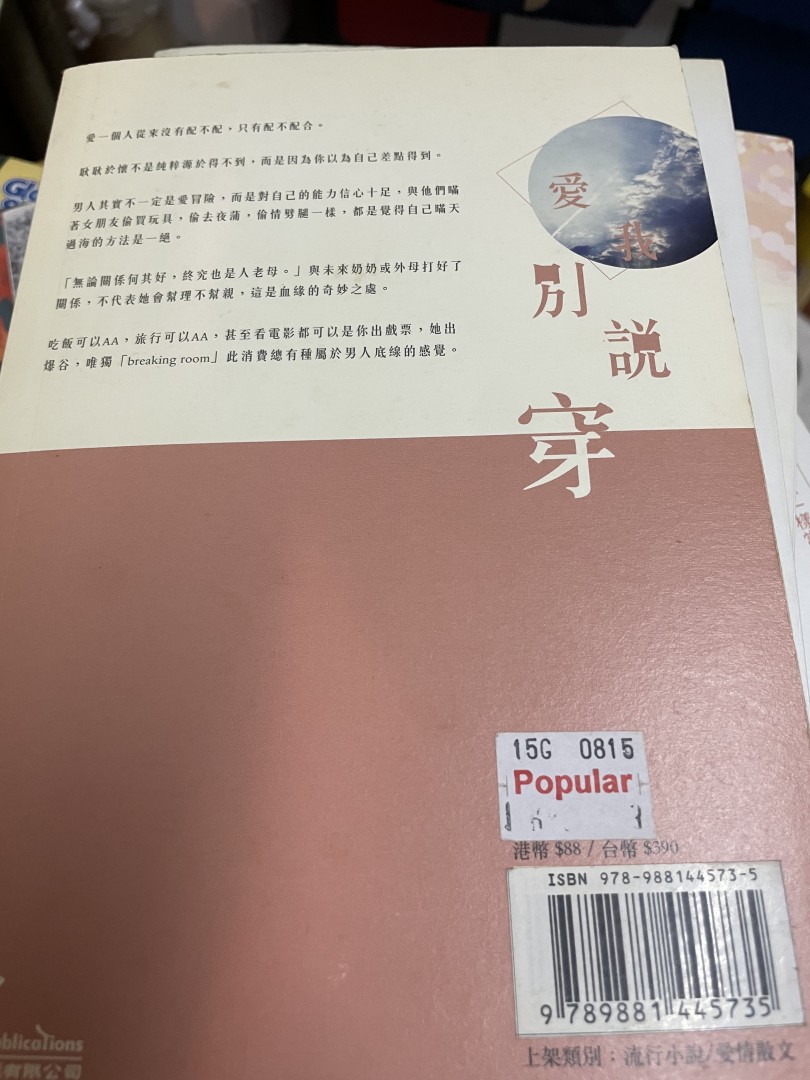 愛一個人從來沒有配不配，只有配不配合。
耿耿於懷不是純粹源於得不到，而是因為你以為自己差點得到。
男人其實不一定是愛冒險，而是對自己的能力信心十足，與他們瞞
著女朋友偷買玩具，偷去夜蒲，偷情劈腿一樣，都是覺得自己瞞天
過海的方法是一絕。
「無論關係何其好，終究也是人老母。」與未來奶奶或外母打好了
關係，不代表她會幫理不幫親，這是血緣的奇妙之處。
吃飯可以AA，旅行可以AA，甚至看電影都可以是你出戲票，她出
爆谷，唯獨「breaking room」此消費總有種屬於男人底線的感覺。
愛
我
別
説
穿
15G 0815
Popular
港幣 $88 / 台幣 $390
ISBN 978-988144573-5
9 789881 445735
上架類別：流行小說/愛情散文
blications
有限公司